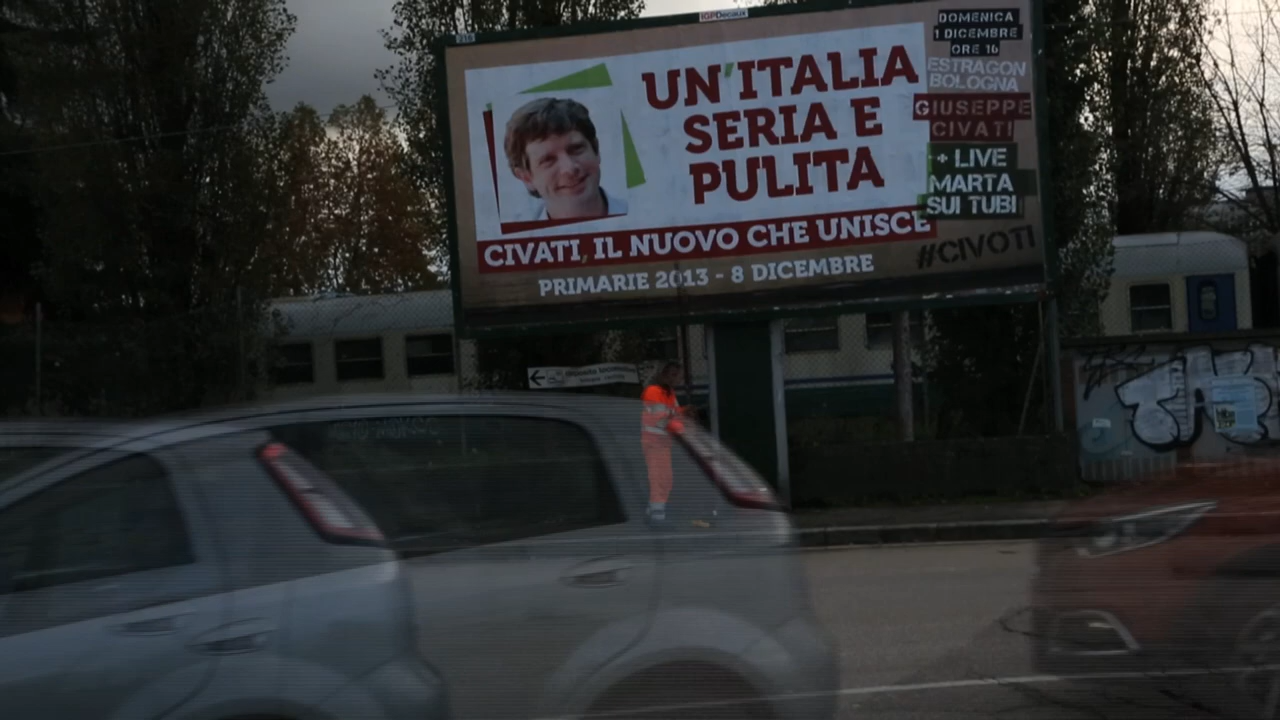 IGPDecaux
UN'ITALIA
SERIA E
PULITA
CIVATI, IL NUOVO CHE UNISCE
PRIMARIE 2013 - 8 DICEMBRE
DOMENICA
1 DICEMBRE
ORE 16
ESTRAGON
BOLOGNA
GIUSEPPE
CIVATI
+ LIVE
MARTA
SUI TUBI
#CIVOTI